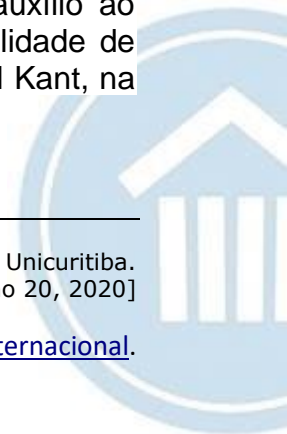 auxílio ao
lidade de
l Kant, na
Unicuritiba.
o 20, 2020]
ternacional.